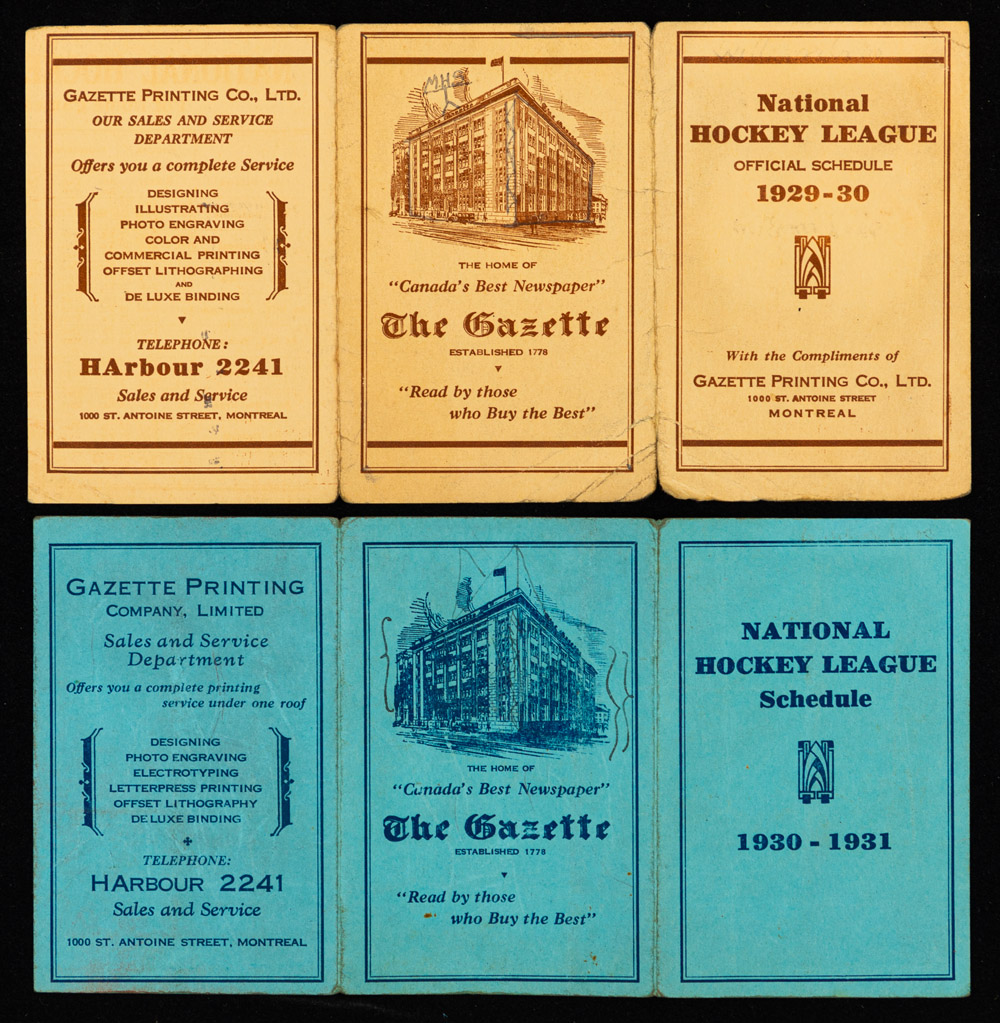 GAZETTE PRINTING CO., LTD.
OUR SALES AND SERVICE
DEPARTMENT
Offers you a complete Service
DESIGNING
ILLUSTRATING
PHOTO ENGRAVING
COLOR AND
COMMERCIAL PRINTING
OFFSET LITHOGRAPHING
AND
DE LUXE BINDING
TELEPHONE:
HArbour 2241
Sales and Service
1000 ST. ANTOINE STREET, MONTREAL
THE HOME OF
"Canada's Best Newspaper"
The Gazette
ESTABLISHED 1778
"Read by those
who Buy the Best"
National
HOCKEY LEAGUE
OFFICIAL SCHEDULE
1929-30
With the Compliments of
GAZETTE PRINTING CO., LTD.
1000 ST. ANTOINE STREET
MONTREAL
GAZETTE PRINTING
COMPANY, LIMITED
Sales and Service
Department
Offers you a complete printing
service under one roof
DESIGNING
PHOTO ENGRAVING
ELECTROTYPING
LETTERPRESS PRINTING
OFFSET LITHOGRAPHY
DE LUXE BINDING
TELEPHONE:
HARBOUR 2241
Sales and Service
1000 ST. ANTOINE STREET, MONTREAL
THE HOME OF
"Canada's Best Newspaper"
The Gazette
ESTABLISHED 1778
"Read by those
who Buy the Best"
NATIONAL
HOCKEY LEAGUE
Schedule
1930 - 1931